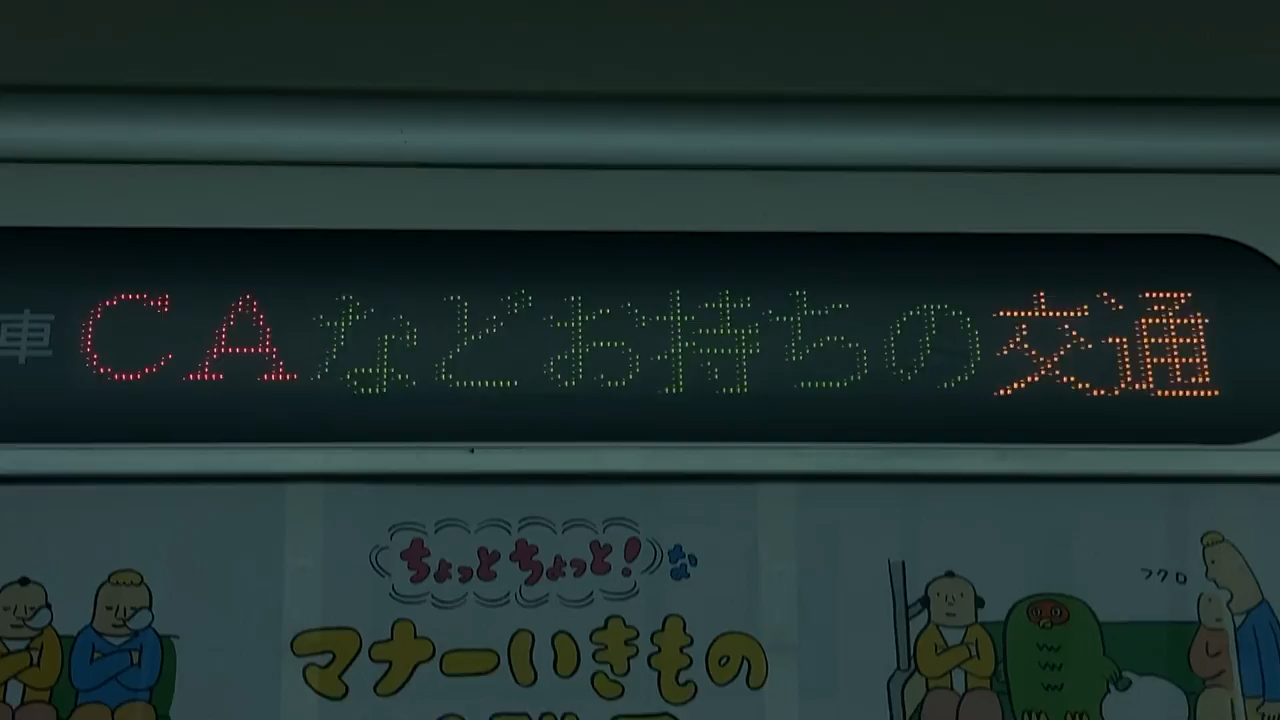 車 CAなどお持ちの交通
ちょっとちょっと!な
マナーいきもの
フクロ